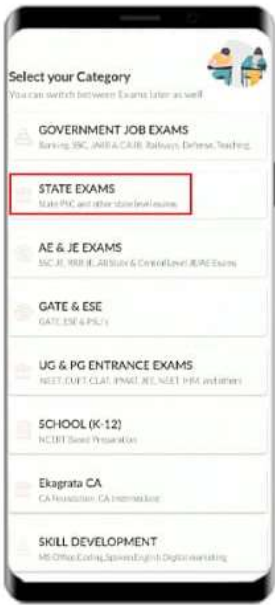 Select your Category
You can switch between Exams later as well
GOVERNMENT JOB EXAMS
Banking, SSC, JAIIB & CAIIB, Railways, Defense, Teaching,
STATE EXAMS
State PSC and other state level exams
AE & JE EXAMS
SSC JE, RRB JE, All State & Central Level JE/AE Exams
GATE & ESE
GATE, ESE & PSU's
UG & PG ENTRANCE EXAMS
NEET, CUET, CLAT, IPMAT, JEE, NEET, IHM and others
SCHOOL (K-12)
NCERT Based Preparation
Ekagrata CA
CA Foundation, CA Intermediate
SKILL DEVELOPMENT
MS Office, Coding, Spoken English, Digital marketing